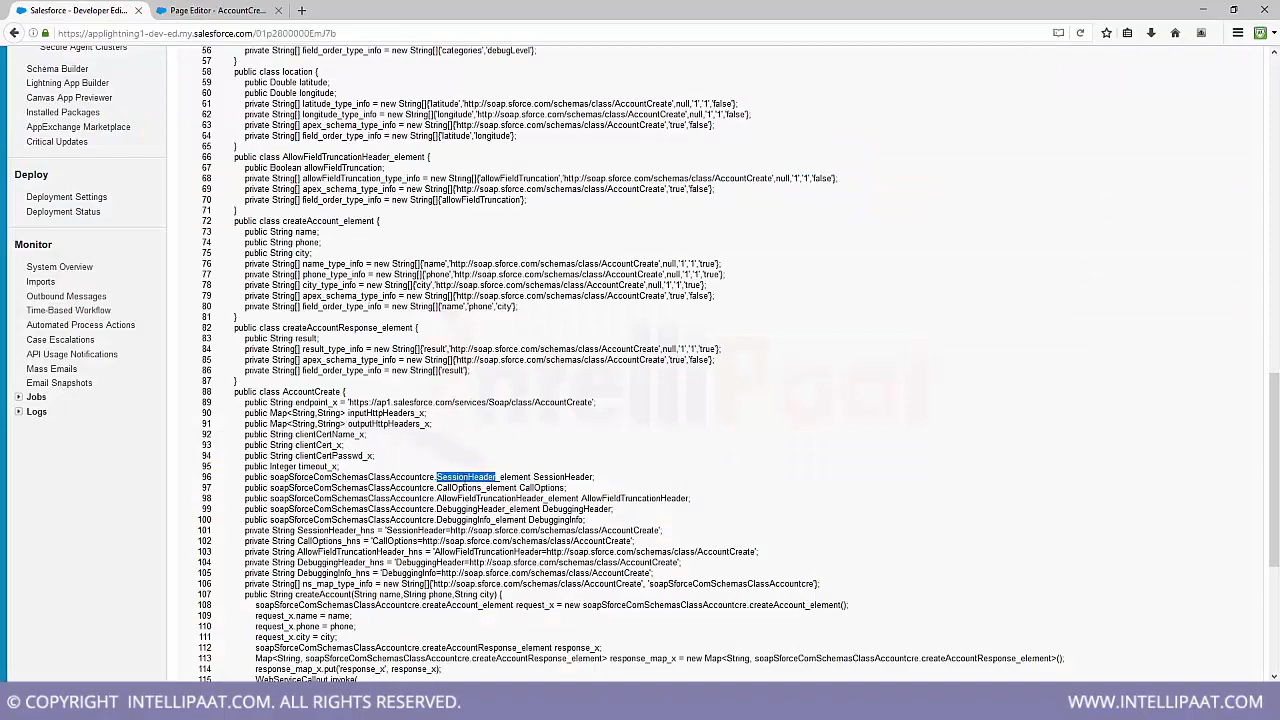 Salesforce - Developer Edi...
Page Editor - AccountCre...
https://applightning1-dev-ed.my.salesforce.com/01p2800000EmJ7b
Secure Agent Clusters
Schema Builder
Lightning App Builder
Canvas App Previewer
Installed Packages
AppExchange Marketplace
Critical Updates
Deploy
Deployment Settings
Deployment Status
Monitor
System Overview
Imports
Outbound Messages
Time-Based Workflow
Automated Process Actions
Case Escalations
API Usage Notifications
Mass Emails
Email Snapshots
Jobs
Logs
56 private String[] field_order_type_info = new String[]{'categories','debugLevel'};
57 }
58 public class location {
59 public Double latitude;
60 public Double longitude;
61 private String[] latitude_type_info = new String[]{'latitude','http://soap.sforce.com/schemas/class/AccountCreate',null,'1','1','false'};
62 private String[] longitude_type_info = new String[]{'longitude','http://soap.sforce.com/schemas/class/AccountCreate',null,'1','1','false'};
63 private String[] apex_schema_type_info = new String[]{'http://soap.sforce.com/schemas/class/AccountCreate','true','false'};
64 private String[] field_order_type_info = new String[]{'latitude','longitude'};
65 }
66 public class AllowFieldTruncationHeader_element {
67 public Boolean allowFieldTruncation;
68 private String[] allowFieldTruncation_type_info = new String[]{'allowFieldTruncation','http://soap.sforce.com/schemas/class/AccountCreate',null,'1','1','false'};
69 private String[] apex_schema_type_info = new String[]{'http://soap.sforce.com/schemas/class/AccountCreate','true','false'};
70 private String[] field_order_type_info = new String[]{'allowFieldTruncation'};
71 }
72 public class createAccount_element {
73 public String name;
74 public String phone;
75 public String city;
76 private String[] name_type_info = new String[]{'name','http://soap.sforce.com/schemas/class/AccountCreate',null,'1','1','true'};
77 private String[] phone_type_info = new String[]{'phone','http://soap.sforce.com/schemas/class/AccountCreate',null,'1','1','true'};
78 private String[] city_type_info = new String[]{'city','http://soap.sforce.com/schemas/class/AccountCreate',null,'1','1','true'};
79 private String[] apex_schema_type_info = new String[]{'http://soap.sforce.com/schemas/class/AccountCreate','true','false'};
80 private String[] field_order_type_info = new String[]{'name','phone','city'};
81 }
82 public class createAccountResponse_element {
83 public String result;
84 private String[] result_type_info = new String[]{'result','http://soap.sforce.com/schemas/class/AccountCreate',null,'1','1','true'};
85 private String[] apex_schema_type_info = new String[]{'http://soap.sforce.com/schemas/class/AccountCreate','true','false'};
86 private String[] field_order_type_info = new String[]{'result'};
87 }
88 public class AccountCreate {
89 public String endpoint_x = 'https://ap1.salesforce.com/services/Soap/class/AccountCreate';
90 public Map<String,String> inputHttpHeaders_x;
91 public Map<String,String> outputHttpHeaders_x;
92 public String clientCertName_x;
93 public String clientCert_x;
94 public String clientCertPasswd_x;
95 public Integer timeout_x;
96 public soapSforceComSchemasClassAccountcre.SessionHeader_element SessionHeader;
97 public soapSforceComSchemasClassAccountcre.CallOptions_element CallOptions;
98 public soapSforceComSchemasClassAccountcre.AllowFieldTruncationHeader_element AllowFieldTruncationHeader;
99 public soapSforceComSchemasClassAccountcre.DebuggingHeader_element DebuggingHeader;
100 public soapSforceComSchemasClassAccountcre.DebuggingInfo_element DebuggingInfo;
101 private String SessionHeader_hns = 'SessionHeader=http://soap.sforce.com/schemas/class/AccountCreate';
102 private String CallOptions_hns = 'CallOptions=http://soap.sforce.com/schemas/class/AccountCreate';
103 private String AllowFieldTruncationHeader_hns = 'AllowFieldTruncationHeader=http://soap.sforce.com/schemas/class/AccountCreate';
104 private String DebuggingHeader_hns = 'DebuggingHeader=http://soap.sforce.com/schemas/class/AccountCreate';
105 private String DebuggingInfo_hns = 'DebuggingInfo=http://soap.sforce.com/schemas/class/AccountCreate';
106 private String[] ns_map_type_info = new String[]{'http://soap.sforce.com/schemas/class/AccountCreate', 'soapSforceComSchemasClassAccountcre'};
107 public String createAccount(String name,String phone,String city) {
108 soapSforceComSchemasClassAccountcre.createAccount_element request_x = new soapSforceComSchemasClassAccountcre.createAccount_element();
109 request_x.name = name;
110 request_x.phone = phone;
111 request_x.city = city;
112 soapSforceComSchemasClassAccountcre.createAccountResponse_element response_x;
113 Map<String, soapSforceComSchemasClassAccountcre.createAccountResponse_element> response_map_x = new Map<String, soapSforceComSchemasClassAccountcre.createAccountResponse_element>();
114 response_map_x.put('response_x', response_x);
115 WebServiceCallout.invoke(
© COPYRIGHT INTELLIPAAT.COM. ALL RIGHTS RESERVED.
WWW.INTELLIPAAT.COM